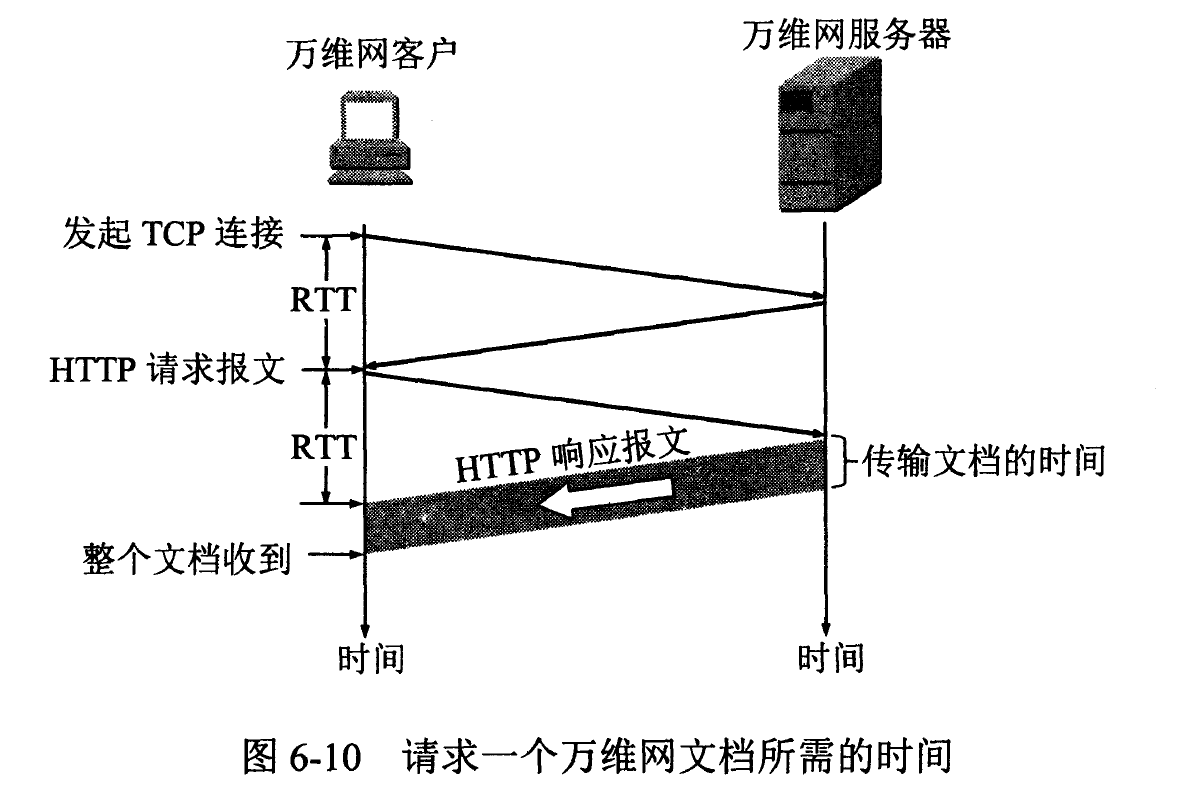 万维网客户
万维网服务器
发起 TCP 连接
RTT
HTTP 请求报文
RTT
HTTP 响应报文
传输文档的时间
整个文档收到
时间
时间
图 6-10 请求一个万维网文档所需的时间